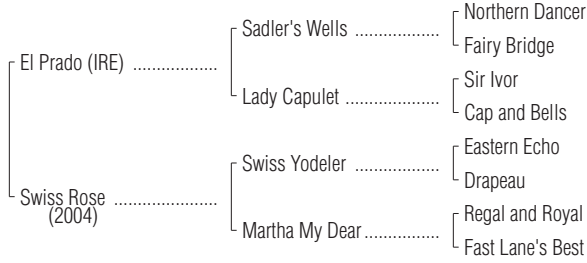 Northern Dancer
Sadler's Wells ..................
Fairy Bridge
El Prado (IRE) ..................
Sir Ivor
Lady Capulet ....................
Cap and Bells
Eastern Echo
Swiss Yodeler ..................
Drapeau
Swiss Rose ......................
(2004)
Regal and Royal
Martha My Dear ................
Fast Lane's Best